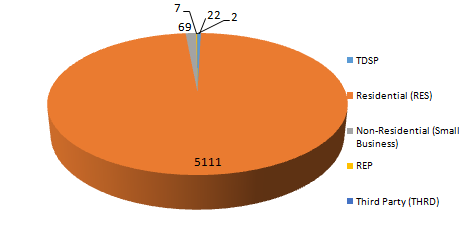 7
22
2
69
5111
TDSP
Residential (RES)
Non-Residential (Small
Business)
REP
Third Party (THRD)